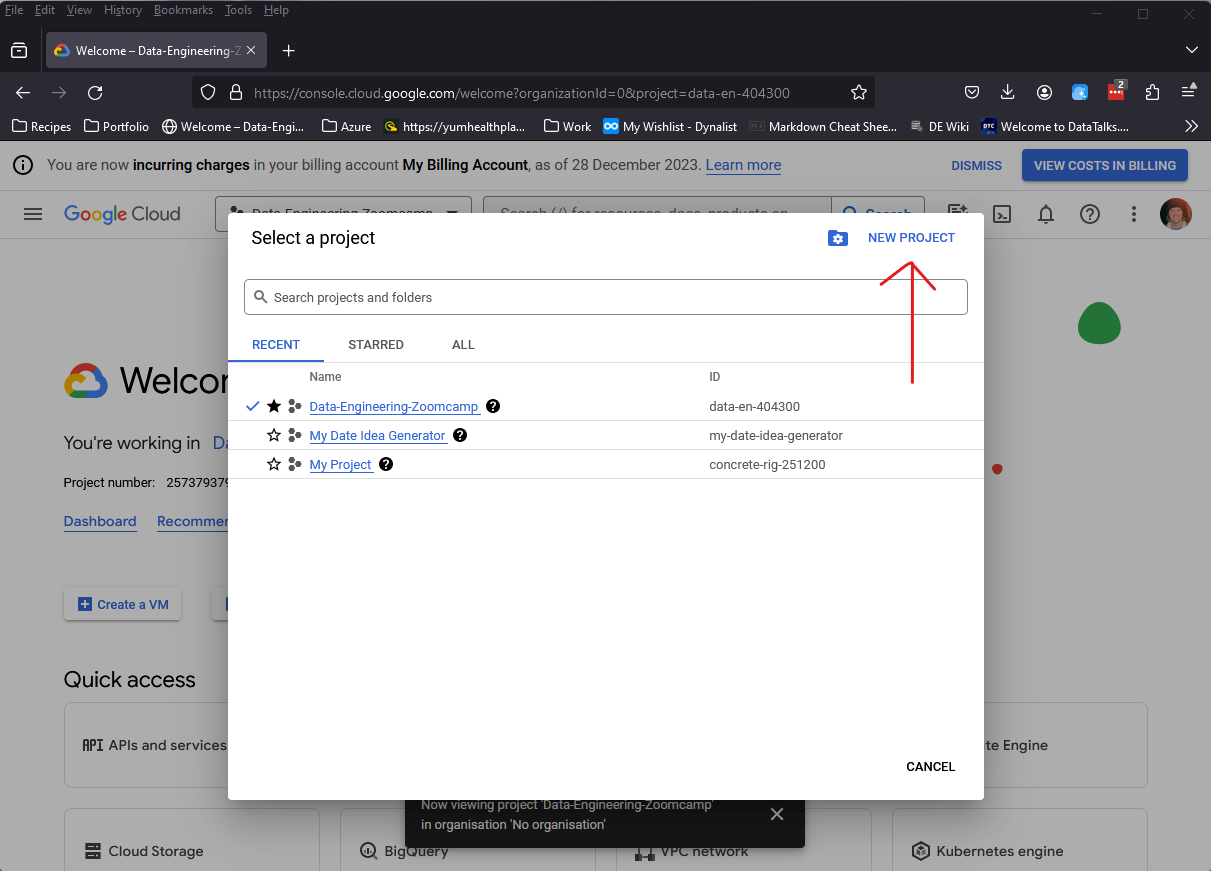 File Edit View History Bookmarks Tools Help
Welcome – Data-Engineering-Z
https://console.cloud.google.com/welcome?organizationId=0&project=data-en-404300
2
Recipes Portfolio Welcome – Data-Engi... Azure https://yumhealthpla... Work My Wishlist - Dynalist Markdown Cheat Shee... DE Wiki DTC Welcome to DataTalks....
You are now incurring charges in your billing account My Billing Account, as of 28 December 2023. Learn more DISMISS VIEW COSTS IN BILLING
Google Cloud Data-Engineering-Zoomcamp Search (/) for resources, docs, products, an Search
Select a project NEW PROJECT
Search projects and folders
RECENT STARRED ALL
Name ID
Data-Engineering-Zoomcamp data-en-404300
My Date Idea Generator my-date-idea-generator
My Project concrete-rig-251200
Welco
You're working in Da
Project number: 257379379
Dashboard Recommer
Create a VM
Quick access
API APIs and services te Engine
CANCEL
Now viewing project 'Data-Engineering-Zoomcamp'
in organisation 'No organisation'
Cloud Storage BigQuery VPC network Kubernetes engine